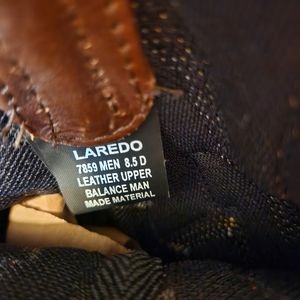 LAREDO
7859 MEN 8.5 D
LEATHER UPPER
BALANCE MAN
MADE MATERIAL